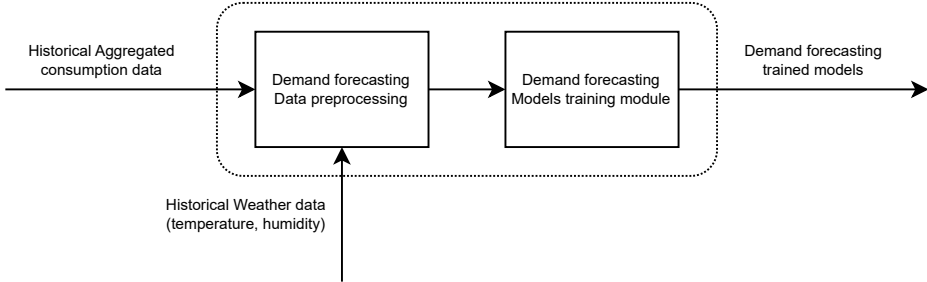 Historical Aggregated
consumption data
Demand forecasting
Data preprocessing
Demand forecasting
Models training module
Demand forecasting
trained models
Historical Weather data
(temperature, humidity)